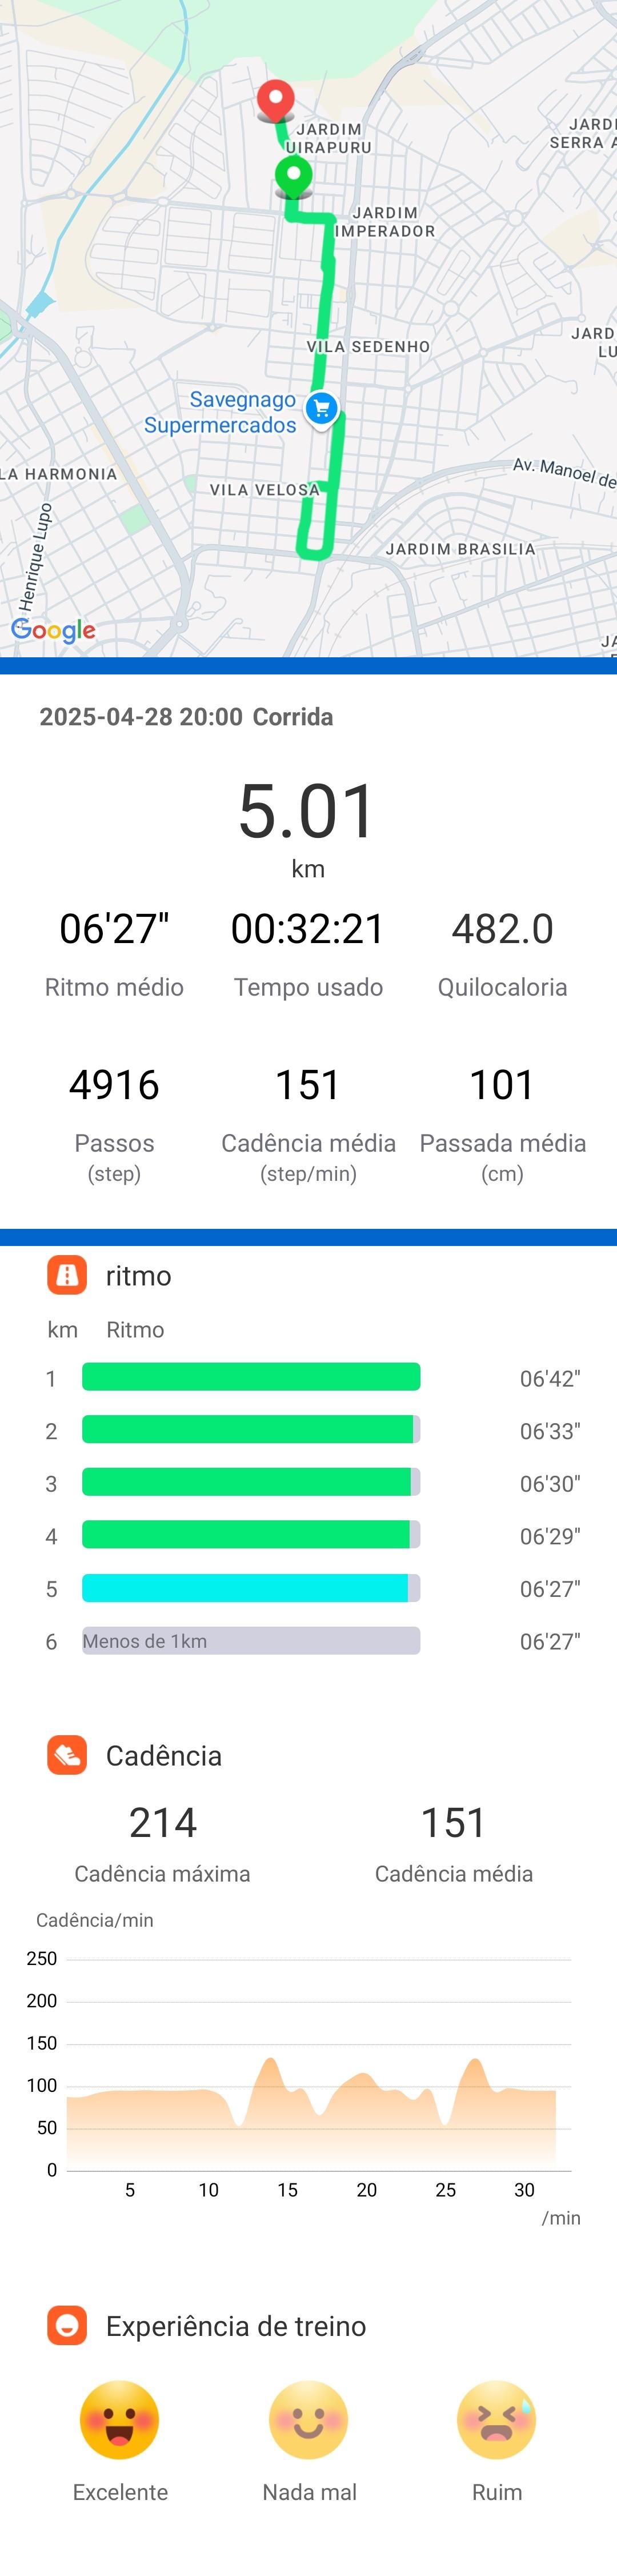 JARDIM
UIRAPURU
JARDI
SERRA A
JARDIM
IMPERADOR
VILA SEDENHO
JARD
LU
Savegnago
Supermercados
LA HARMONIA
VILA VELOSA
Av. Manoel de
Henrique Lupo
JARDIM BRASILIA
Google
JA
2025-04-28 20:00 Corrida
5.01
km
06'27" 00:32:21 482.0
Ritmo médio Tempo usado Quilocaloria
4916 151 101
Passos Cadência média Passada média
(step) (step/min) (cm)
ritmo
km Ritmo
1 06'42"
2 06'33"
3 06'30"
4 06'29"
5 06'27"
6 Menos de 1km 06'27"
Cadência
214 151
Cadência máxima Cadência média
Cadência/min
250
200
150
100
50
0
5 10 15 20 25 30
/min
Experiência de treino
Excelente Nada mal Ruim